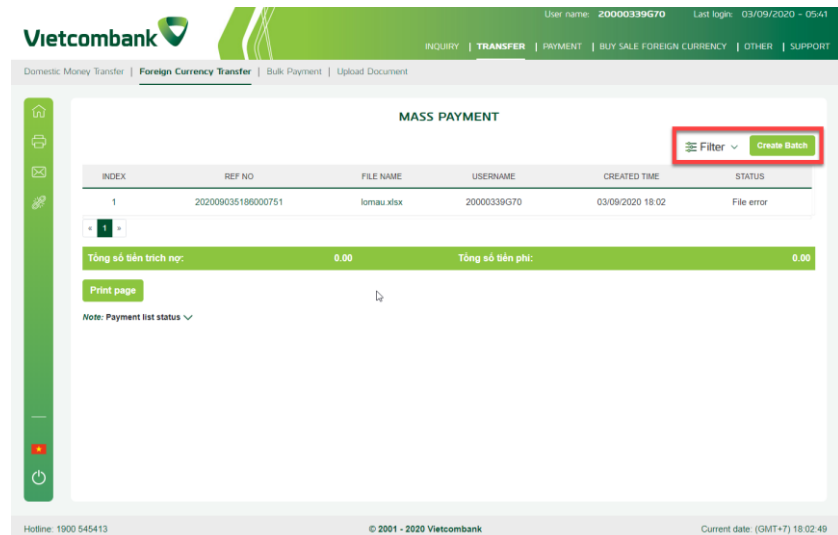 User name: 20000339G70 Last login: 03/09/2020 - 05:41
Vietcombank
INQUIRY | TRANSFER | PAYMENT | BUY SALE FOREIGN CURRENCY | OTHER | SUPPORT
Domestic Money Transfer | Foreign Currency Transfer | Bulk Payment | Upload Document
MASS PAYMENT
Filter Create Batch
INDEX REF NO FILE NAME USERNAME CREATED TIME STATUS
1 202009035186000751 lomau.xlsx 20000339G70 03/09/2020 18:02 File error
« 1 »
Tổng số tiền trích nợ: 0.00 Tổng số tiền phí: 0.00
Print page
Note: Payment list status
Hotline: 1900 545413 © 2001 - 2020 Vietcombank Current date: (GMT+7) 18:02:49